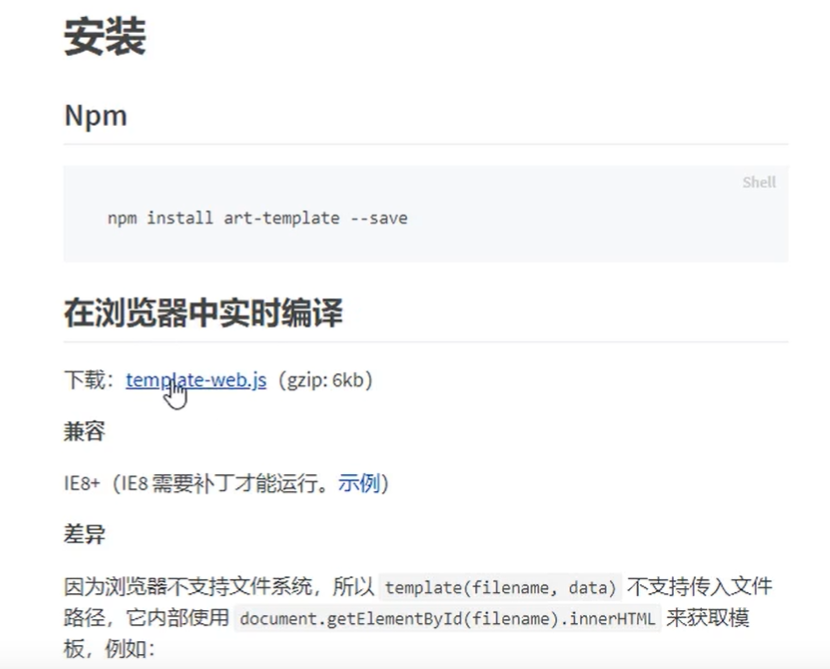 安装
Npm
Shell
npm install art-template --save
在浏览器中实时编译
下载：template-web.js（gzip: 6kb）
兼容
IE8+（IE8 需要补丁才能运行。示例）
差异
因为浏览器不支持文件系统，所以 template(filename, data) 不支持传入文件
路径，它内部使用 document.getElementById(filename).innerHTML 来获取模
板，例如：